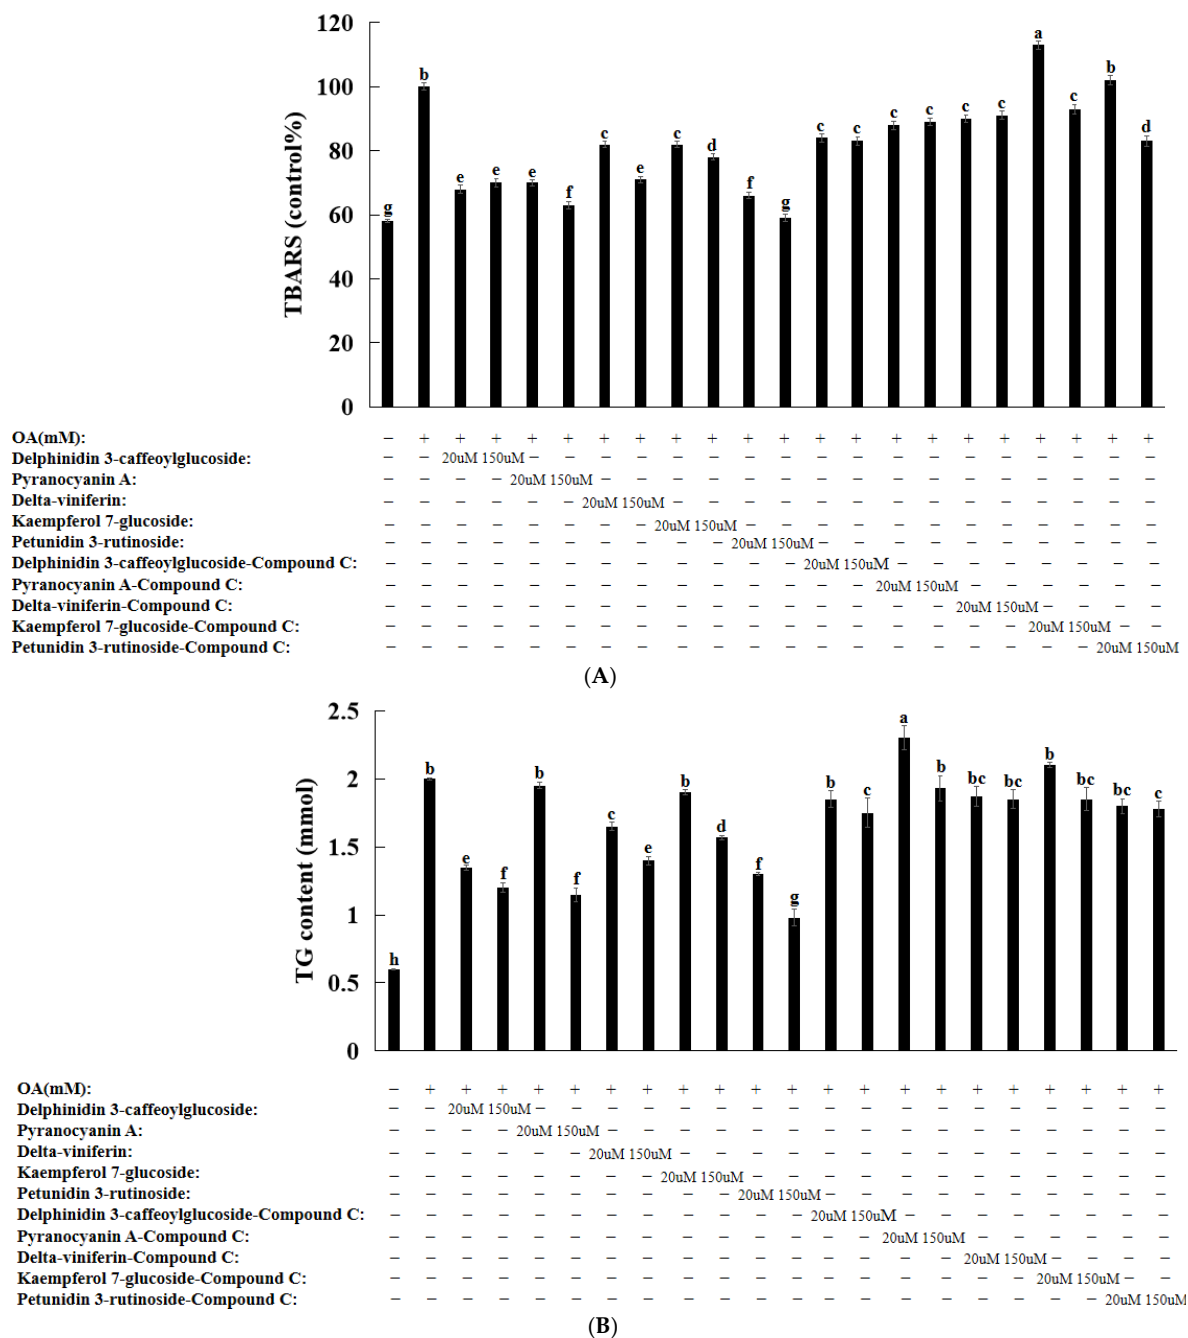 120
100
80
60
40
20
0
TBARS (control%)
g b e e e f c e c d f g c c c c c c a c b d
OA(mM): – + + + + + + + + + + + + + + + + + + + + +
Delphinidin 3-caffeoylglucoside: – – 20uM 150uM – – – – – – – – – – – – – – – – – –
Pyranocyanin A: – – – – 20uM 150uM – – – – – – – – – – – – – – – –
Delta-viniferin: – – – – – – 20uM 150uM – – – – – – – – – – – – – –
Kaempferol 7-glucoside: – – – – – – – – 20uM 150uM – – – – – – – – – – – –
Petunidin 3-rutinoside: – – – – – – – – – – 20uM 150uM – – – – – – – – – –
Delphinidin 3-caffeoylglucoside-Compound C: – – – – – – – – – – – – 20uM 150uM – – – – – – – –
Pyranocyanin A-Compound C: – – – – – – – – – – – – – – 20uM 150uM – – – – – –
Delta-viniferin-Compound C: – – – – – – – – – – – – – – – – 20uM 150uM – – – –
Kaempferol 7-glucoside-Compound C: – – – – – – – – – – – – – – – – – – 20uM 150uM – –
Petunidin 3-rutinoside-Compound C: – – – – – – – – – – – – – – – – – – – – 20uM 150uM
(A)
2.5
2
1.5
1
0.5
0
TG content (mmol)
h b e f b f c e b d f g b c a b bc bc b bc bc c
OA(mM): – + + + + + + + + + + + + + + + + + + + + +
Delphinidin 3-caffeoylglucoside: – – 20uM 150uM – – – – – – – – – – – – – – – – – –
Pyranocyanin A: – – – – 20uM 150uM – – – – – – – – – – – – – – – –
Delta-viniferin: – – – – – – 20uM 150uM – – – – – – – – – – – – – –
Kaempferol 7-glucoside: – – – – – – – – 20uM 150uM – – – – – – – – – – – –
Petunidin 3-rutinoside: – – – – – – – – – – 20uM 150uM – – – – – – – – – –
Delphinidin 3-caffeoylglucoside-Compound C: – – – – – – – – – – – – 20uM 150uM – – – – – – – –
Pyranocyanin A-Compound C: – – – – – – – – – – – – – – 20uM 150uM – – – – – –
Delta-viniferin-Compound C: – – – – – – – – – – – – – – – – 20uM 150uM – – – –
Kaempferol 7-glucoside-Compound C: – – – – – – – – – – – – – – – – – – 20uM 150uM – –
Petunidin 3-rutinoside-Compound C: – – – – – – – – – – – – – – – – – – – – 20uM 150uM
(B)